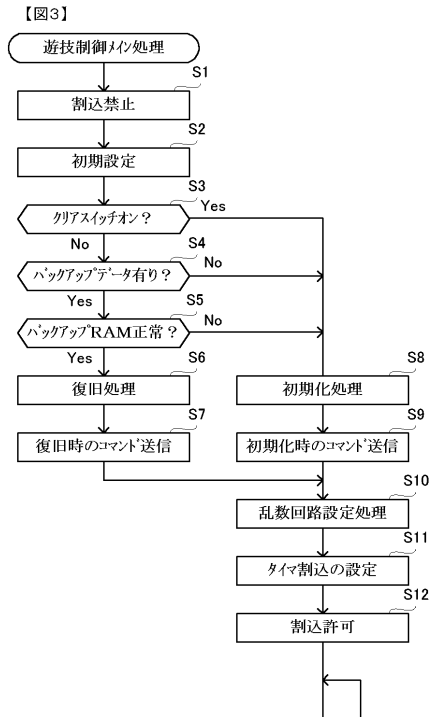 【図3】
遊技制御メイン処理
S1
割込禁止
S2
初期設定
S3
クリアスイッチオン？
Yes
No
S4
バックアップデータ有り？
No
Yes
S5
バックアップRAM正常？
No
Yes
S6
復旧処理
S8
初期化処理
S7
復旧時のコマンド送信
S9
初期化時のコマンド送信
S10
乱数回路設定処理
S11
タイマ割込の設定
S12
割込許可